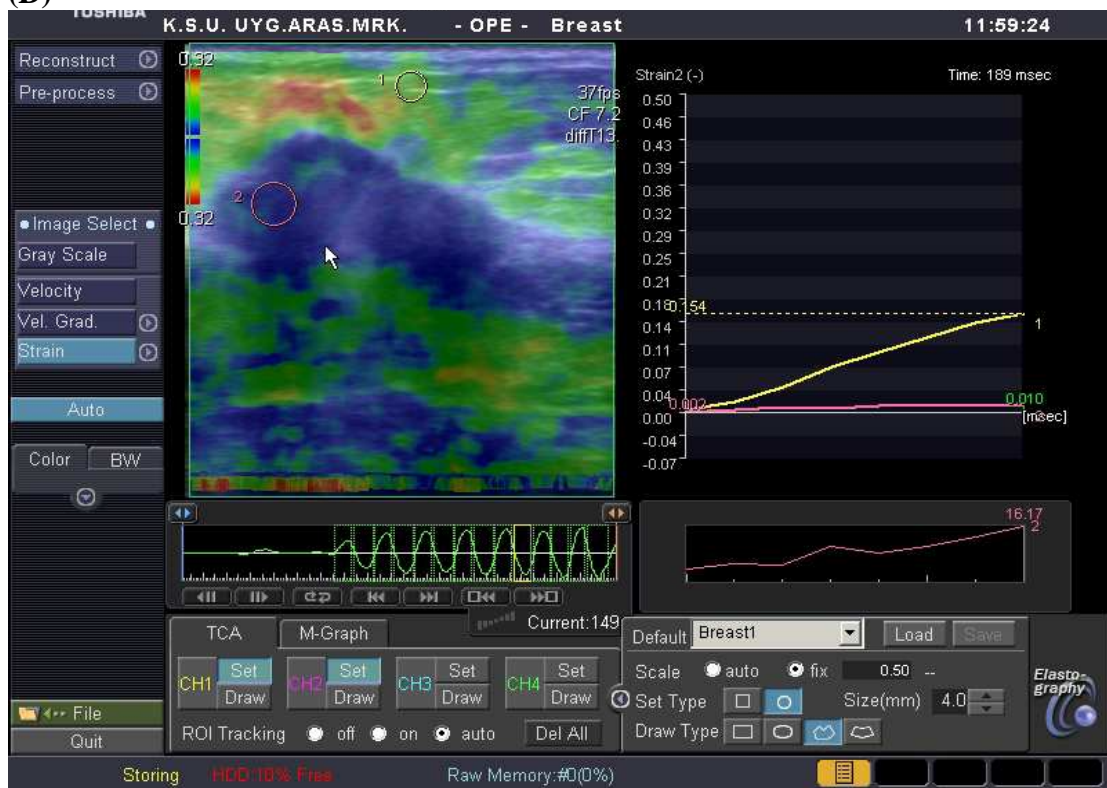 (D)
TOSHIBA
K.S.U. UYG.ARAS.MRK. - OPE - Breast 11:59:24
Reconstruct
Pre-process
Image Select
Gray Scale
Velocity
Vel. Grad.
Strain
Auto
Color BW
File
Quit
0.32
0.32
1
2
37fps
CF 7.2
diffT13.
Strain2 (-) Time: 189 msec
0.50
0.46
0.43
0.39
0.36
0.32
0.29
0.25
0.21
0.18
0.154
0.14
0.11
0.07
0.04
0.002
0.00
-0.04
-0.07
1
0.010
[msec]
16.17
2
Current:149
TCA M-Graph
CH1 Set Draw
CH2 Set Draw
CH3 Set Draw
CH4 Set Draw
ROI Tracking off on auto Del All
Default Breast1 Load Save
Scale auto fix 0.50 --
Set Type Size(mm) 4.0
Draw Type
Elasto-
graphy
Storing HDD:10% Free Raw Memory:#0(0%)